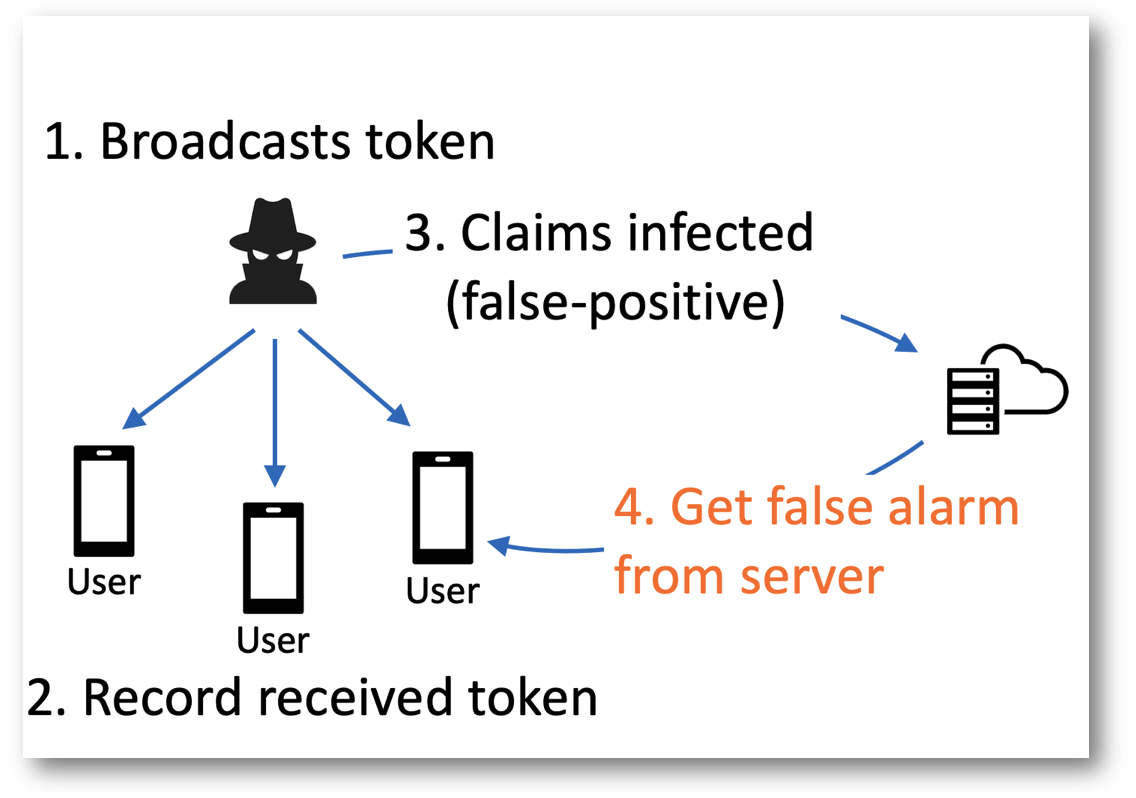 1. Broadcasts token
3. Claims infected
(false-positive)
4. Get false alarm
from server
User
User
User
2. Record received token